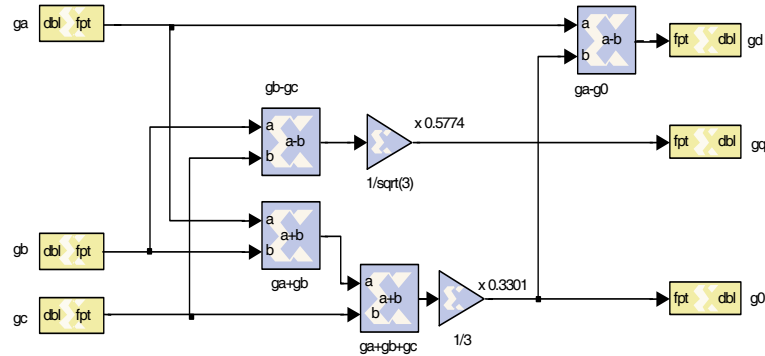 ga
dbl fpt
a
b
a-b
ga-g0
fpt dbl
gd
gb-gc
a
b
a-b
x 0.5774
1/sqrt(3)
fpt dbl
gq
a
b
a+b
ga+gb
gb
dbl fpt
gc
dbl fpt
a
b
a+b
ga+gb+gc
x 0.3301
1/3
fpt dbl
g0